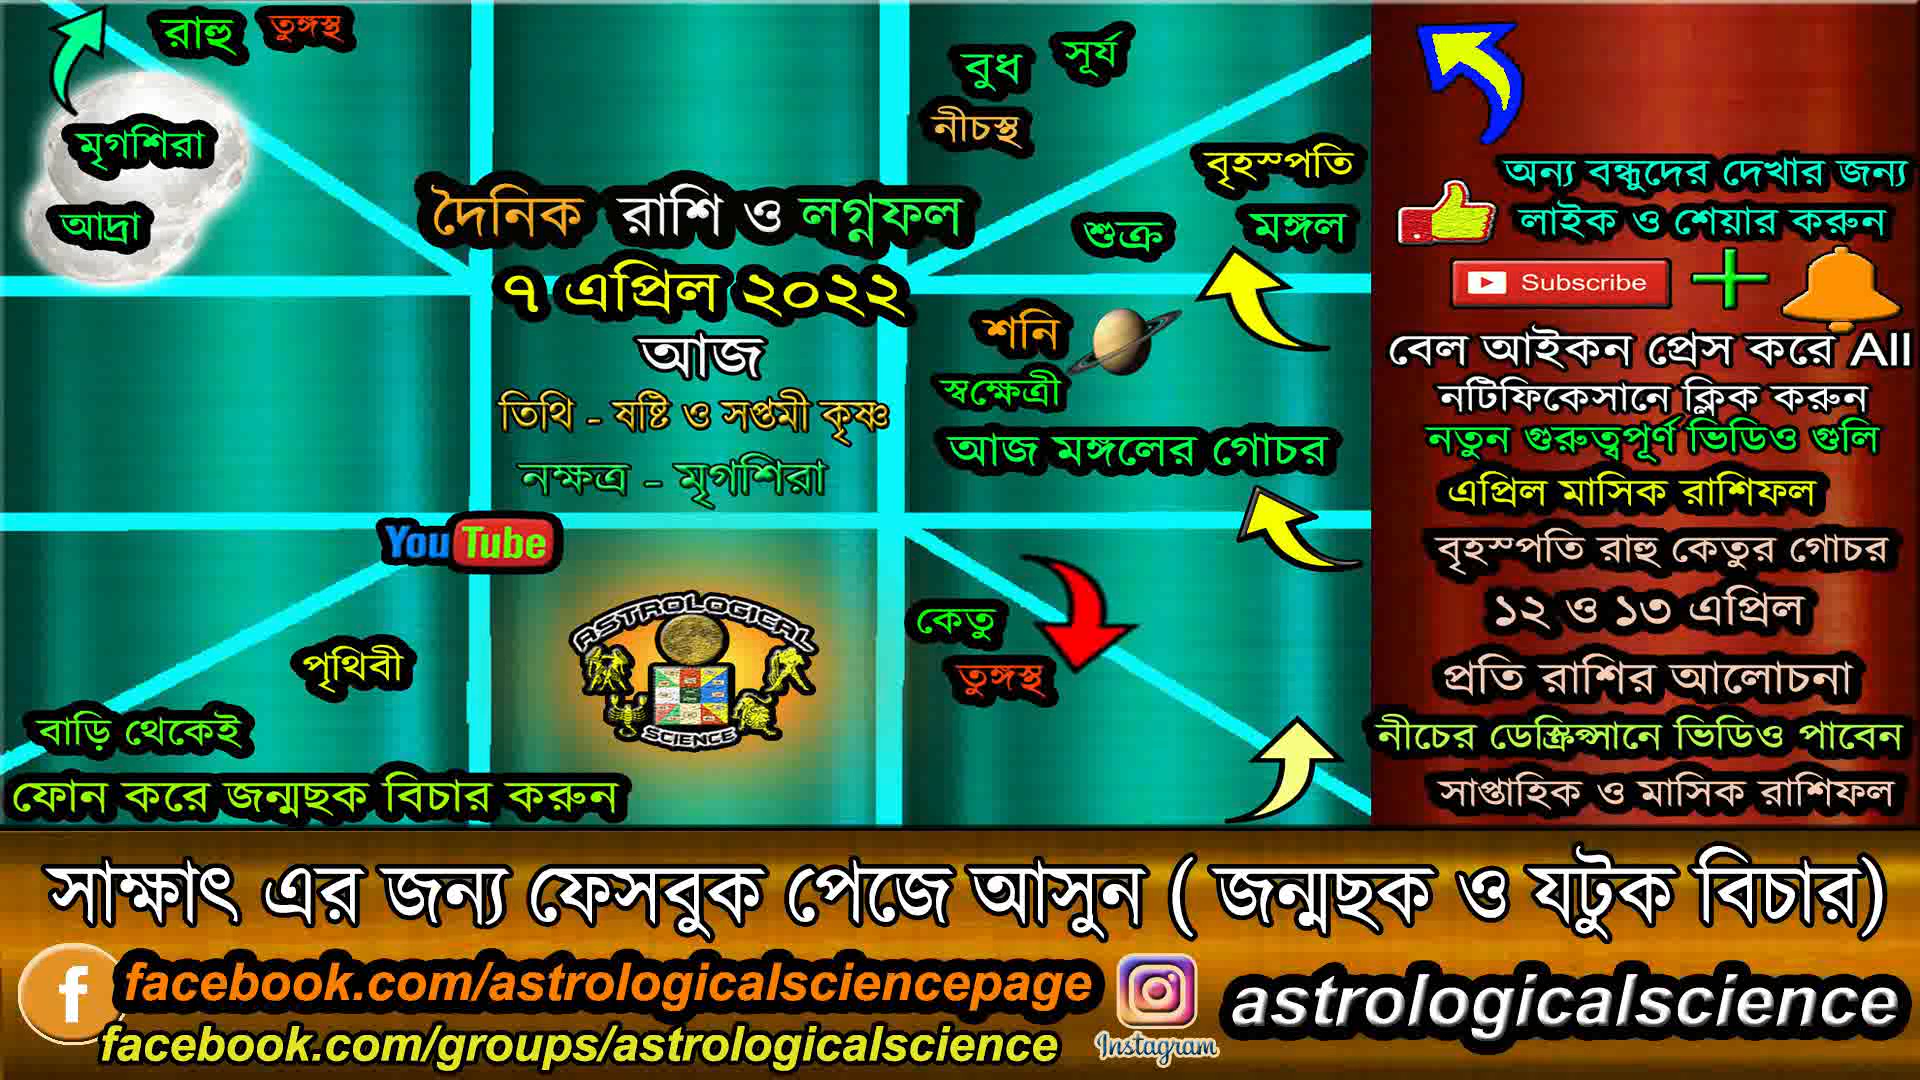 রাহু তুঙ্গস্থ
মৃগশিরা
আদ্রা
বুধ সূর্য
নীচস্থ
বৃহস্পতি
শুক্র মঙ্গল
দৈনিক রাশি ও লগ্নফল
৭ এপ্রিল ২০২২
আজ
তিথি - ষষ্টি ও সপ্তমী কৃষ্ণ
নক্ষত্র - মৃগশিরা
শনি
স্বক্ষেত্রী
আজ মঙ্গলের গোচর
YouTube
কেতু
তুঙ্গস্থ
পৃথিবী
বাড়ি থেকেই
ফোন করে জন্মছক বিচার করুন
ASTROLOGICAL
SCIENCE
অন্য বন্ধুদের দেখার জন্য
লাইক ও শেয়ার করুন
Subscribe
বেল আইকন প্রেস করে All
নটিফিকেসানে ক্লিক করুন
নতুন গুরুত্বপূর্ণ ভিডিও গুলি
এপ্রিল মাসিক রাশিফল
বৃহস্পতি রাহু কেতুর গোচর
১২ ও ১৩ এপ্রিল
প্রতি রাশির আলোচনা
নীচের ডেস্ক্রিপ্সানে ভিডিও পাবেন
সাপ্তাহিক ও মাসিক রাশিফল
সাক্ষাৎ এর জন্য ফেসবুক পেজে আসুন ( জন্মছক ও যটুক বিচার)
facebook.com/astrologicalsciencepage
facebook.com/groups/astrologicalscience
Instagram
astrologicalscience